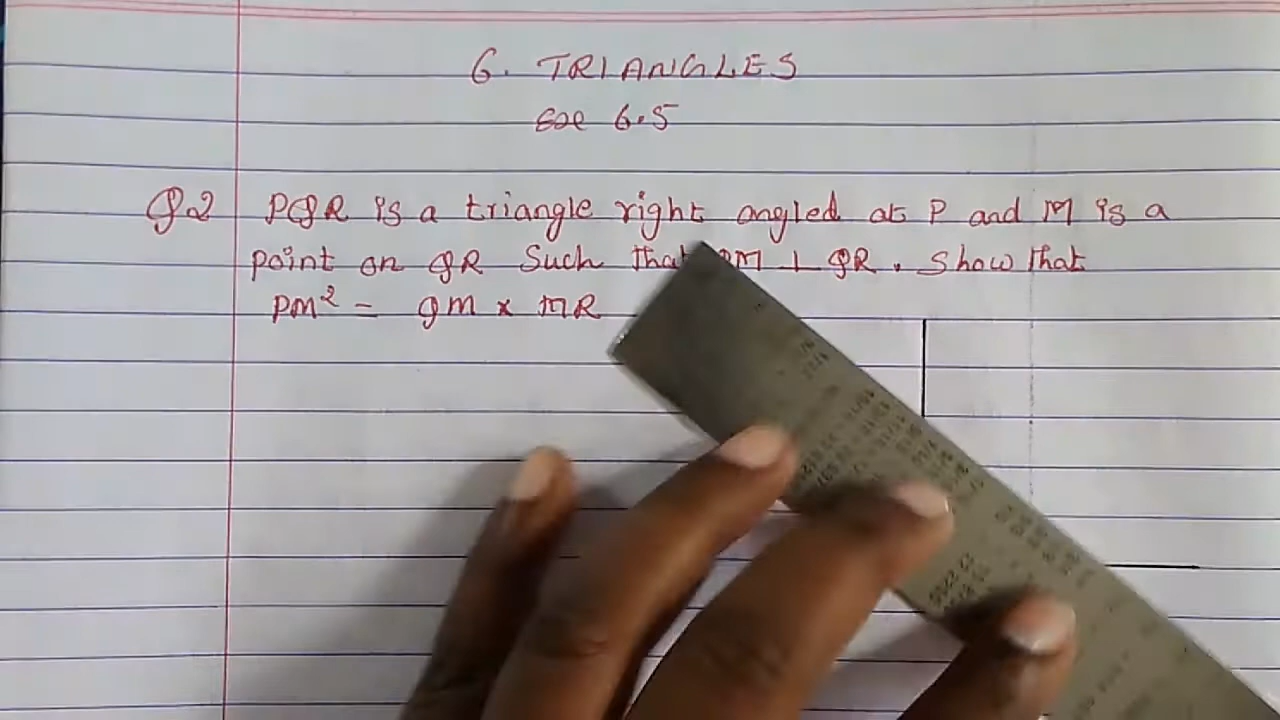 6. TRIANGLES
exe 6.5
Q2 PQR is a triangle right angled at P and M is a
point on QR Such that PM ⊥ QR. Show that
PM² = QM × MR